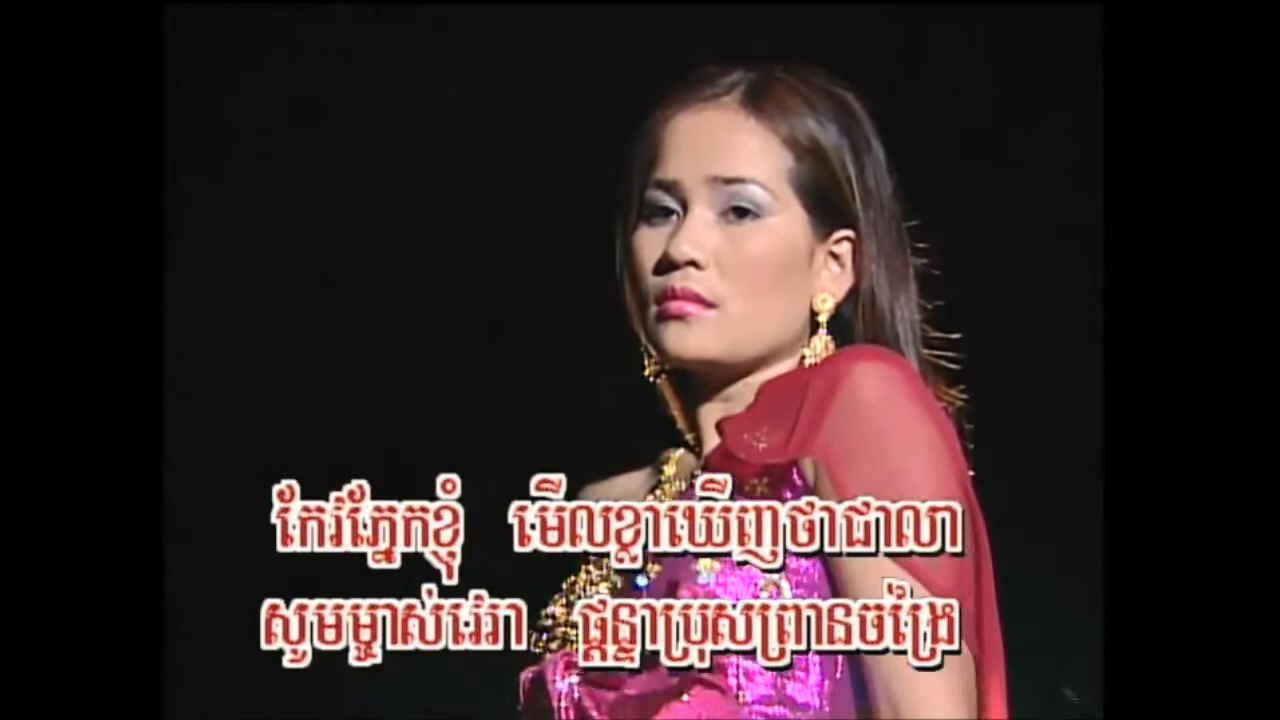 កែវភ្នែកខ្ញុំ មើលខ្លាឃើញថាជាលា
សូមម្ចាស់វេរា ផ្ដន្ទាប្រុសព្រានចង្រៃ